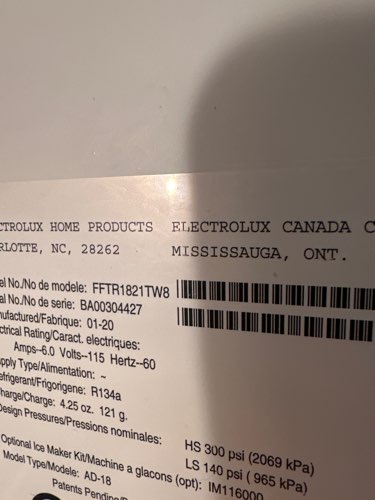 CTROLUX HOME PRODUCTS ELECTROLUX CANADA C
RLOTTE, NC, 28262 MISSISSAUGA, ONT.
el No./No de modele: FFTR1821TW8
al No./No de serie: BA00304427
nufactured/Fabrique: 01-20
ctrical Rating/Caract. electriques:
Amps--6.0 Volts--115 Hertz--60
pply Type/Alimentation: ~
efrigerant/Frigorigene: R134a
harge/Charge: 4.25 oz. 121 g.
Design Pressures/Pressions nominales: HS 300 psi (2069 kPa)
LS 140 psi ( 965 kPa)
Optional Ice Maker Kit/Machine a glacons (opt): IM116000
Model Type/Modele: AD-18
Patents Pending/